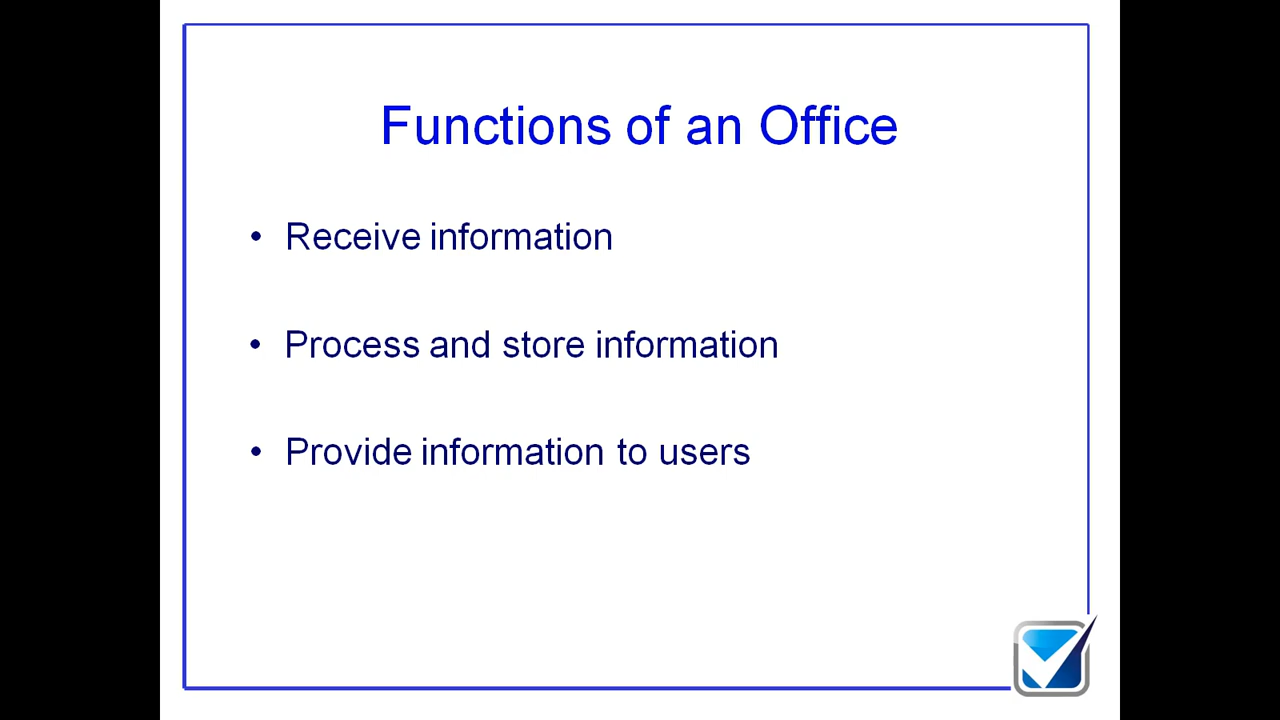 Functions of an Office
• Receive information
• Process and store information
• Provide information to users